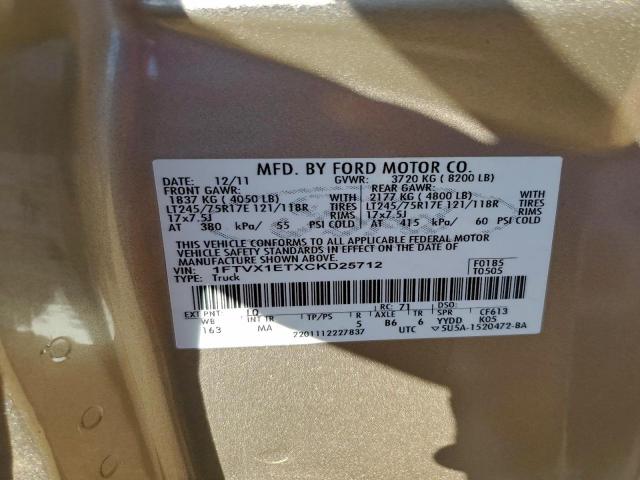 MFD. BY FORD MOTOR CO.
DATE: 12/11 GVWR: 3720 KG ( 8200 LB)
FRONT GAWR: REAR GAWR:
1837 KG ( 4050 LB) 2177 KG ( 4800 LB)
LT245/75R17E 121/118R TIRES LT245/75R17E 121/118R TIRES
17x7.5J RIMS 17x7.5J RIMS
AT 380 kPa/ 55 PSI COLD AT 415 kPa/ 60 PSI COLD
THIS VEHICLE CONFORMS TO ALL APPLICABLE FEDERAL MOTOR
VEHICLE SAFETY STANDARDS IN EFFECT ON THE DATE OF
MANUFACTURE SHOWN ABOVE.
VIN: 1FTVX1ETXCKD25712 F0185
TYPE: Truck T0505
EXT PNT: LQ RC: 71 DSO:
WB INT TR TP/PS R AXLE TR SPR CF613
163 MA 5 B6 6 YYDD K05
7201112227837 UTC ▽5U5A-1520472-BA